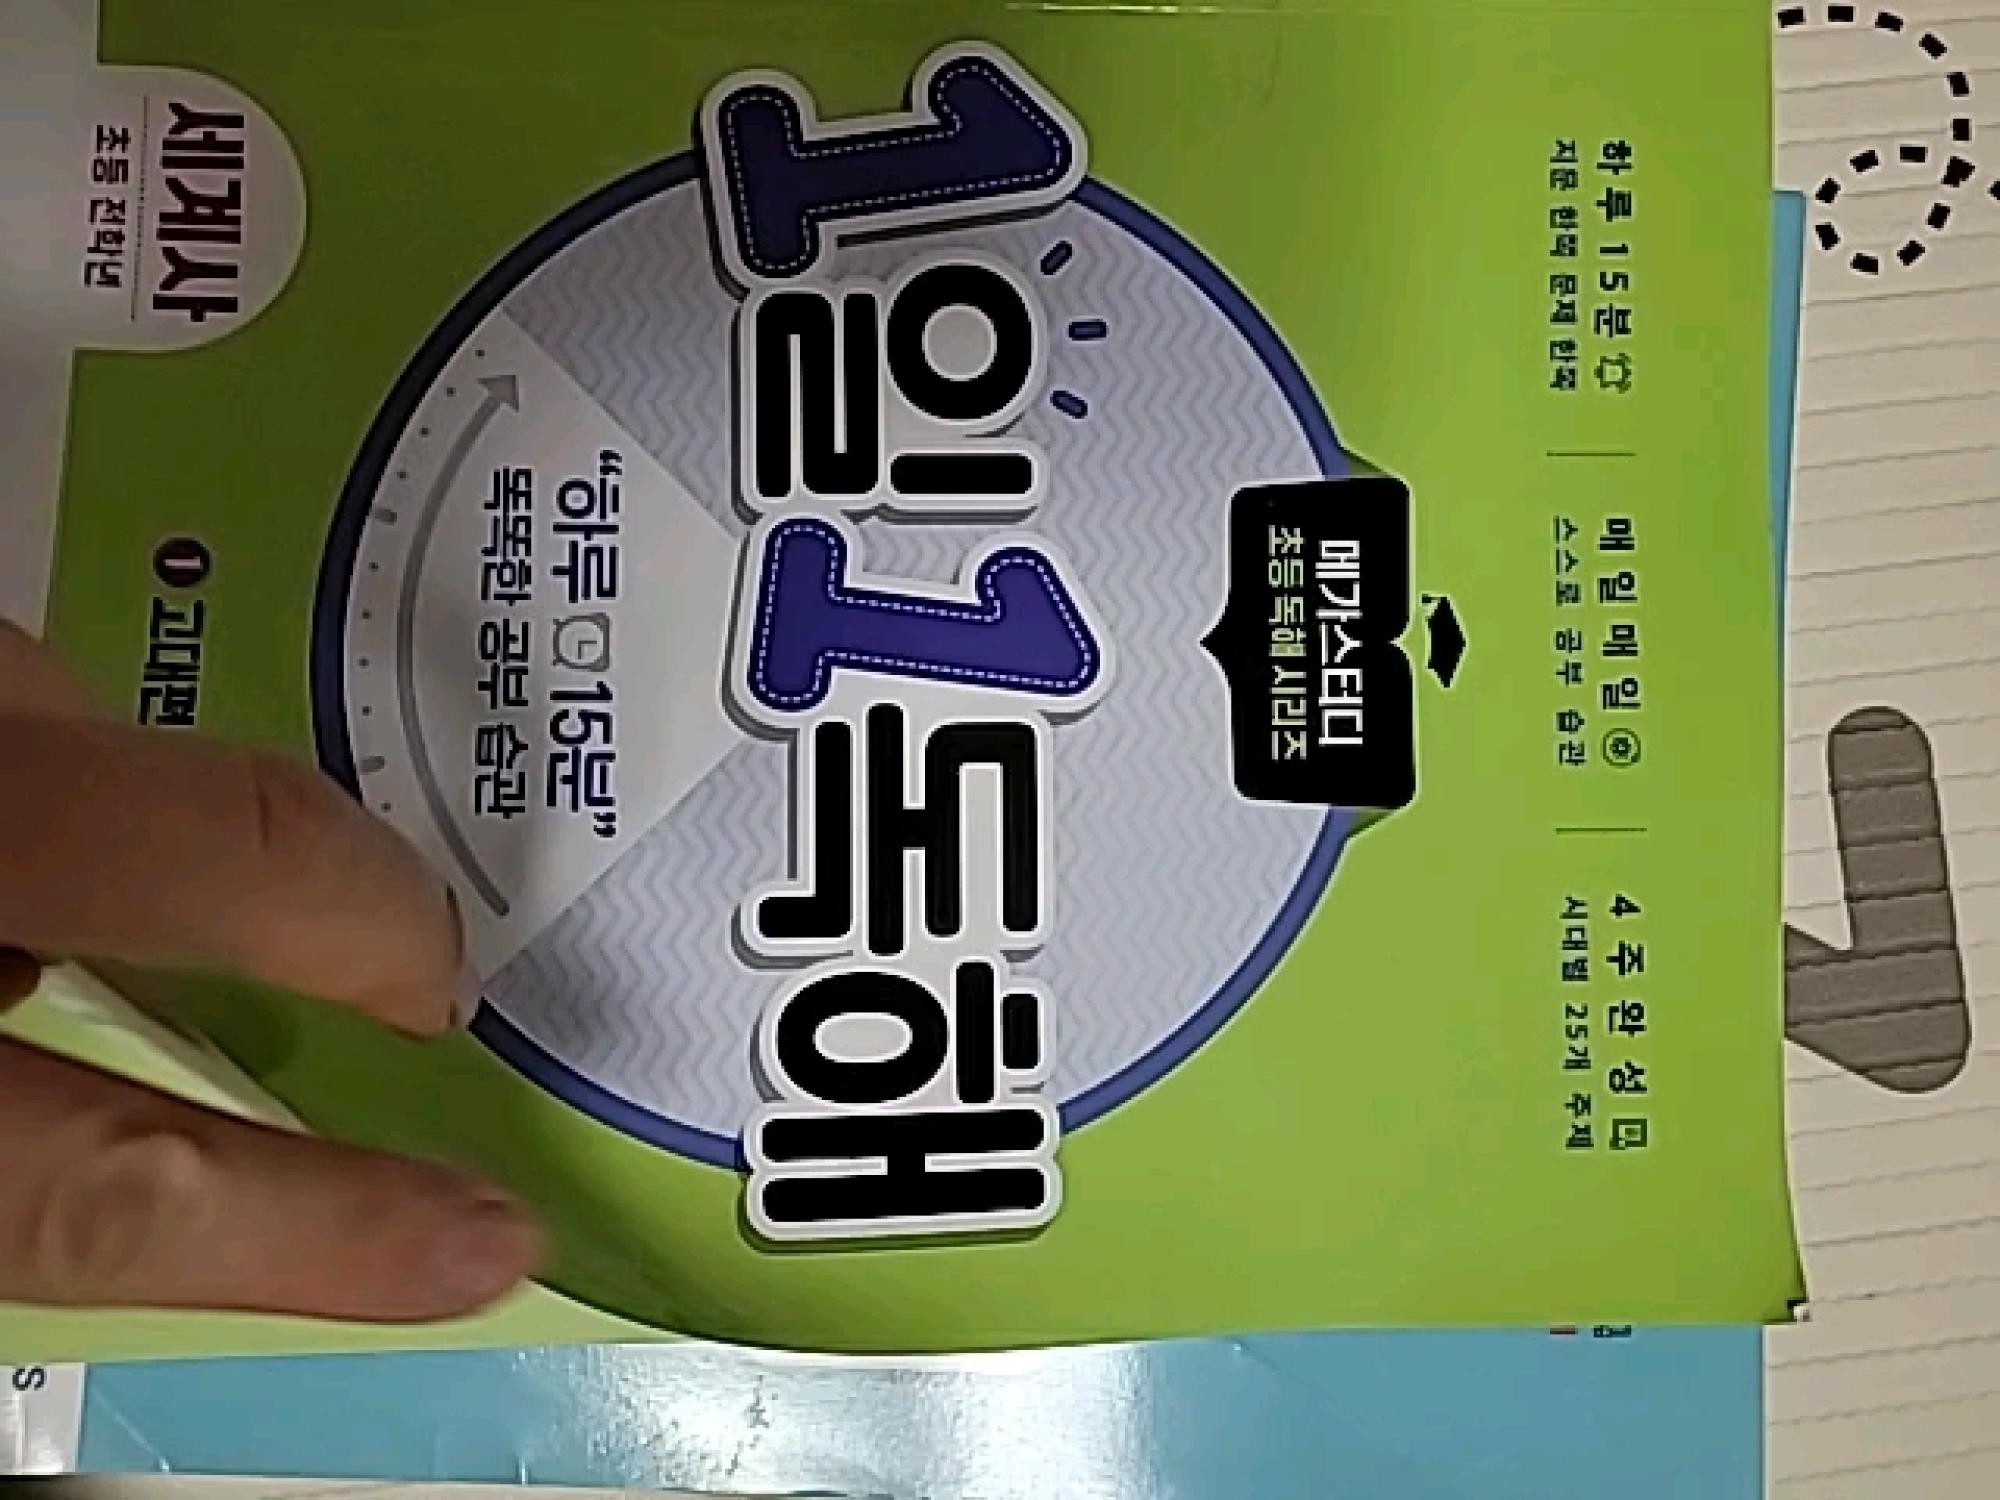 하루 15분
지문 한쪽 문제 한쪽
매일매일
스스로 공부 습관
4주 완성
시대별 25개 주제
메가스터디
초등 독해 시리즈
1일 1독해
“하루 15분”
똑똑한 공부 습관
세계사
초등 전학년
1 고대편
S